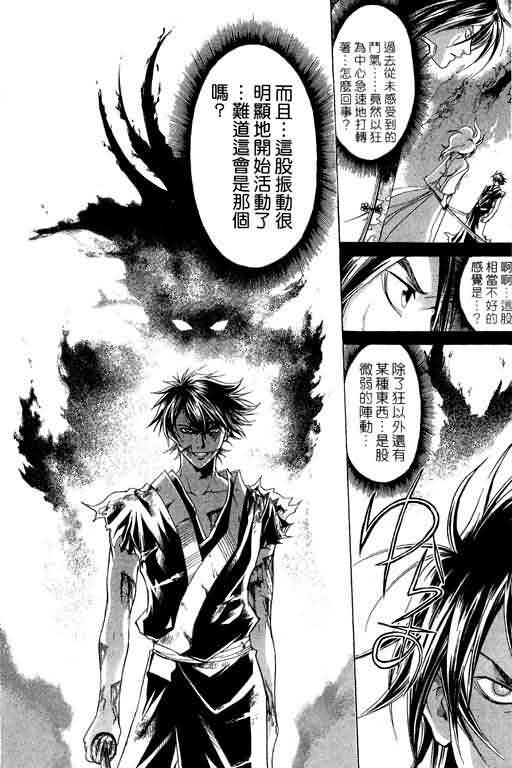 過去從未感受到的
鬥氣……竟然以狂
為中心急速地打轉
著…怎麼回事？
啊啊…這股
相當不好的
感覺是…？
除了狂以外還有
某種東西…是股
微弱的陣動…
ゆらぁ
而且…這股振動很
明顯地開始活動了
…難道這會是那個
嗎？